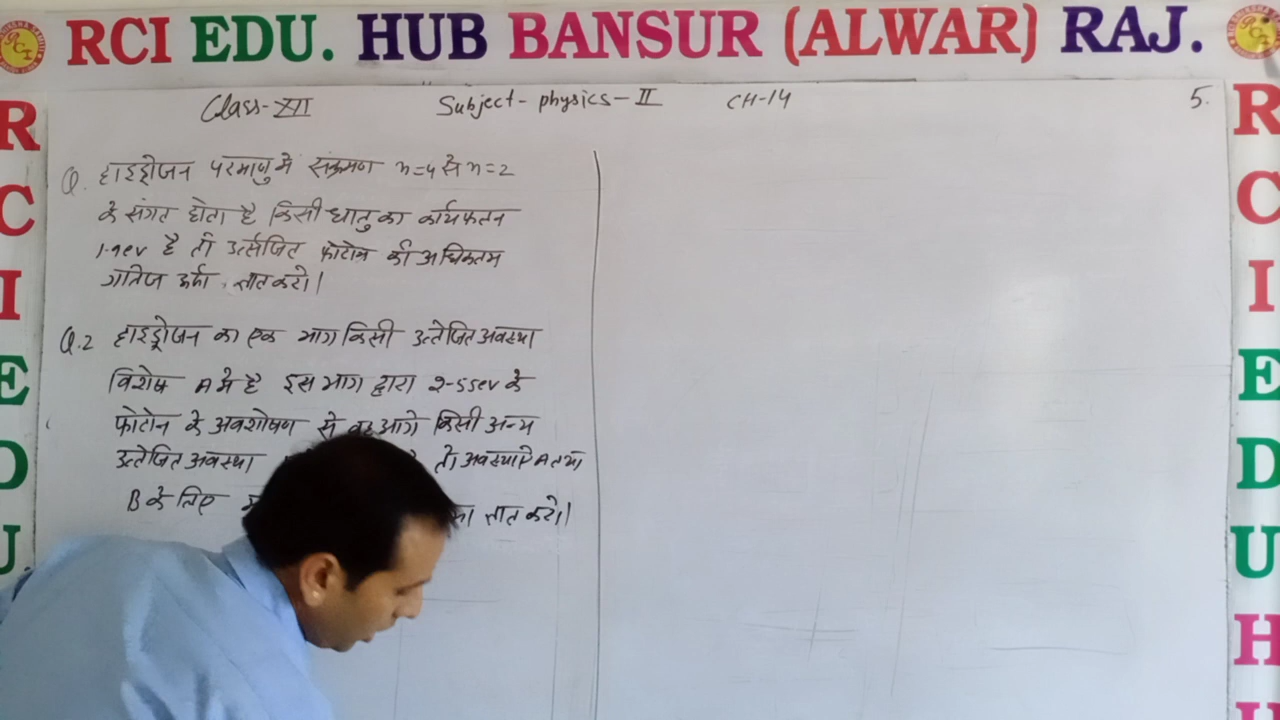 RCI EDU. HUB BANSUR (ALWAR) RAJ.
Class-XII Subject- physics-II CH-14 5.
Q. हाइड्रोजन परमाणु मे संक्रमण n=4 से n=2
के संगत होता है किसी धातु का कार्यफलन
1.9ev है तो उत्सर्जित फोटोन की अधिकतम
गतिज ऊर्जा ज्ञात करो।
Q.2 हाइड्रोजन का एक भाग किसी उत्तेजित अवस्था
विशेष A मे है इस भाग द्वारा 2-55ev के
फोटोन के अवशोषण से वह आगे किसी अन्य
उत्तेजित अवस्था तो अवस्था A तथा
B के लिए का ज्ञात करो।
R
C
I
E
D
U
R
C
I
E
D
U
H